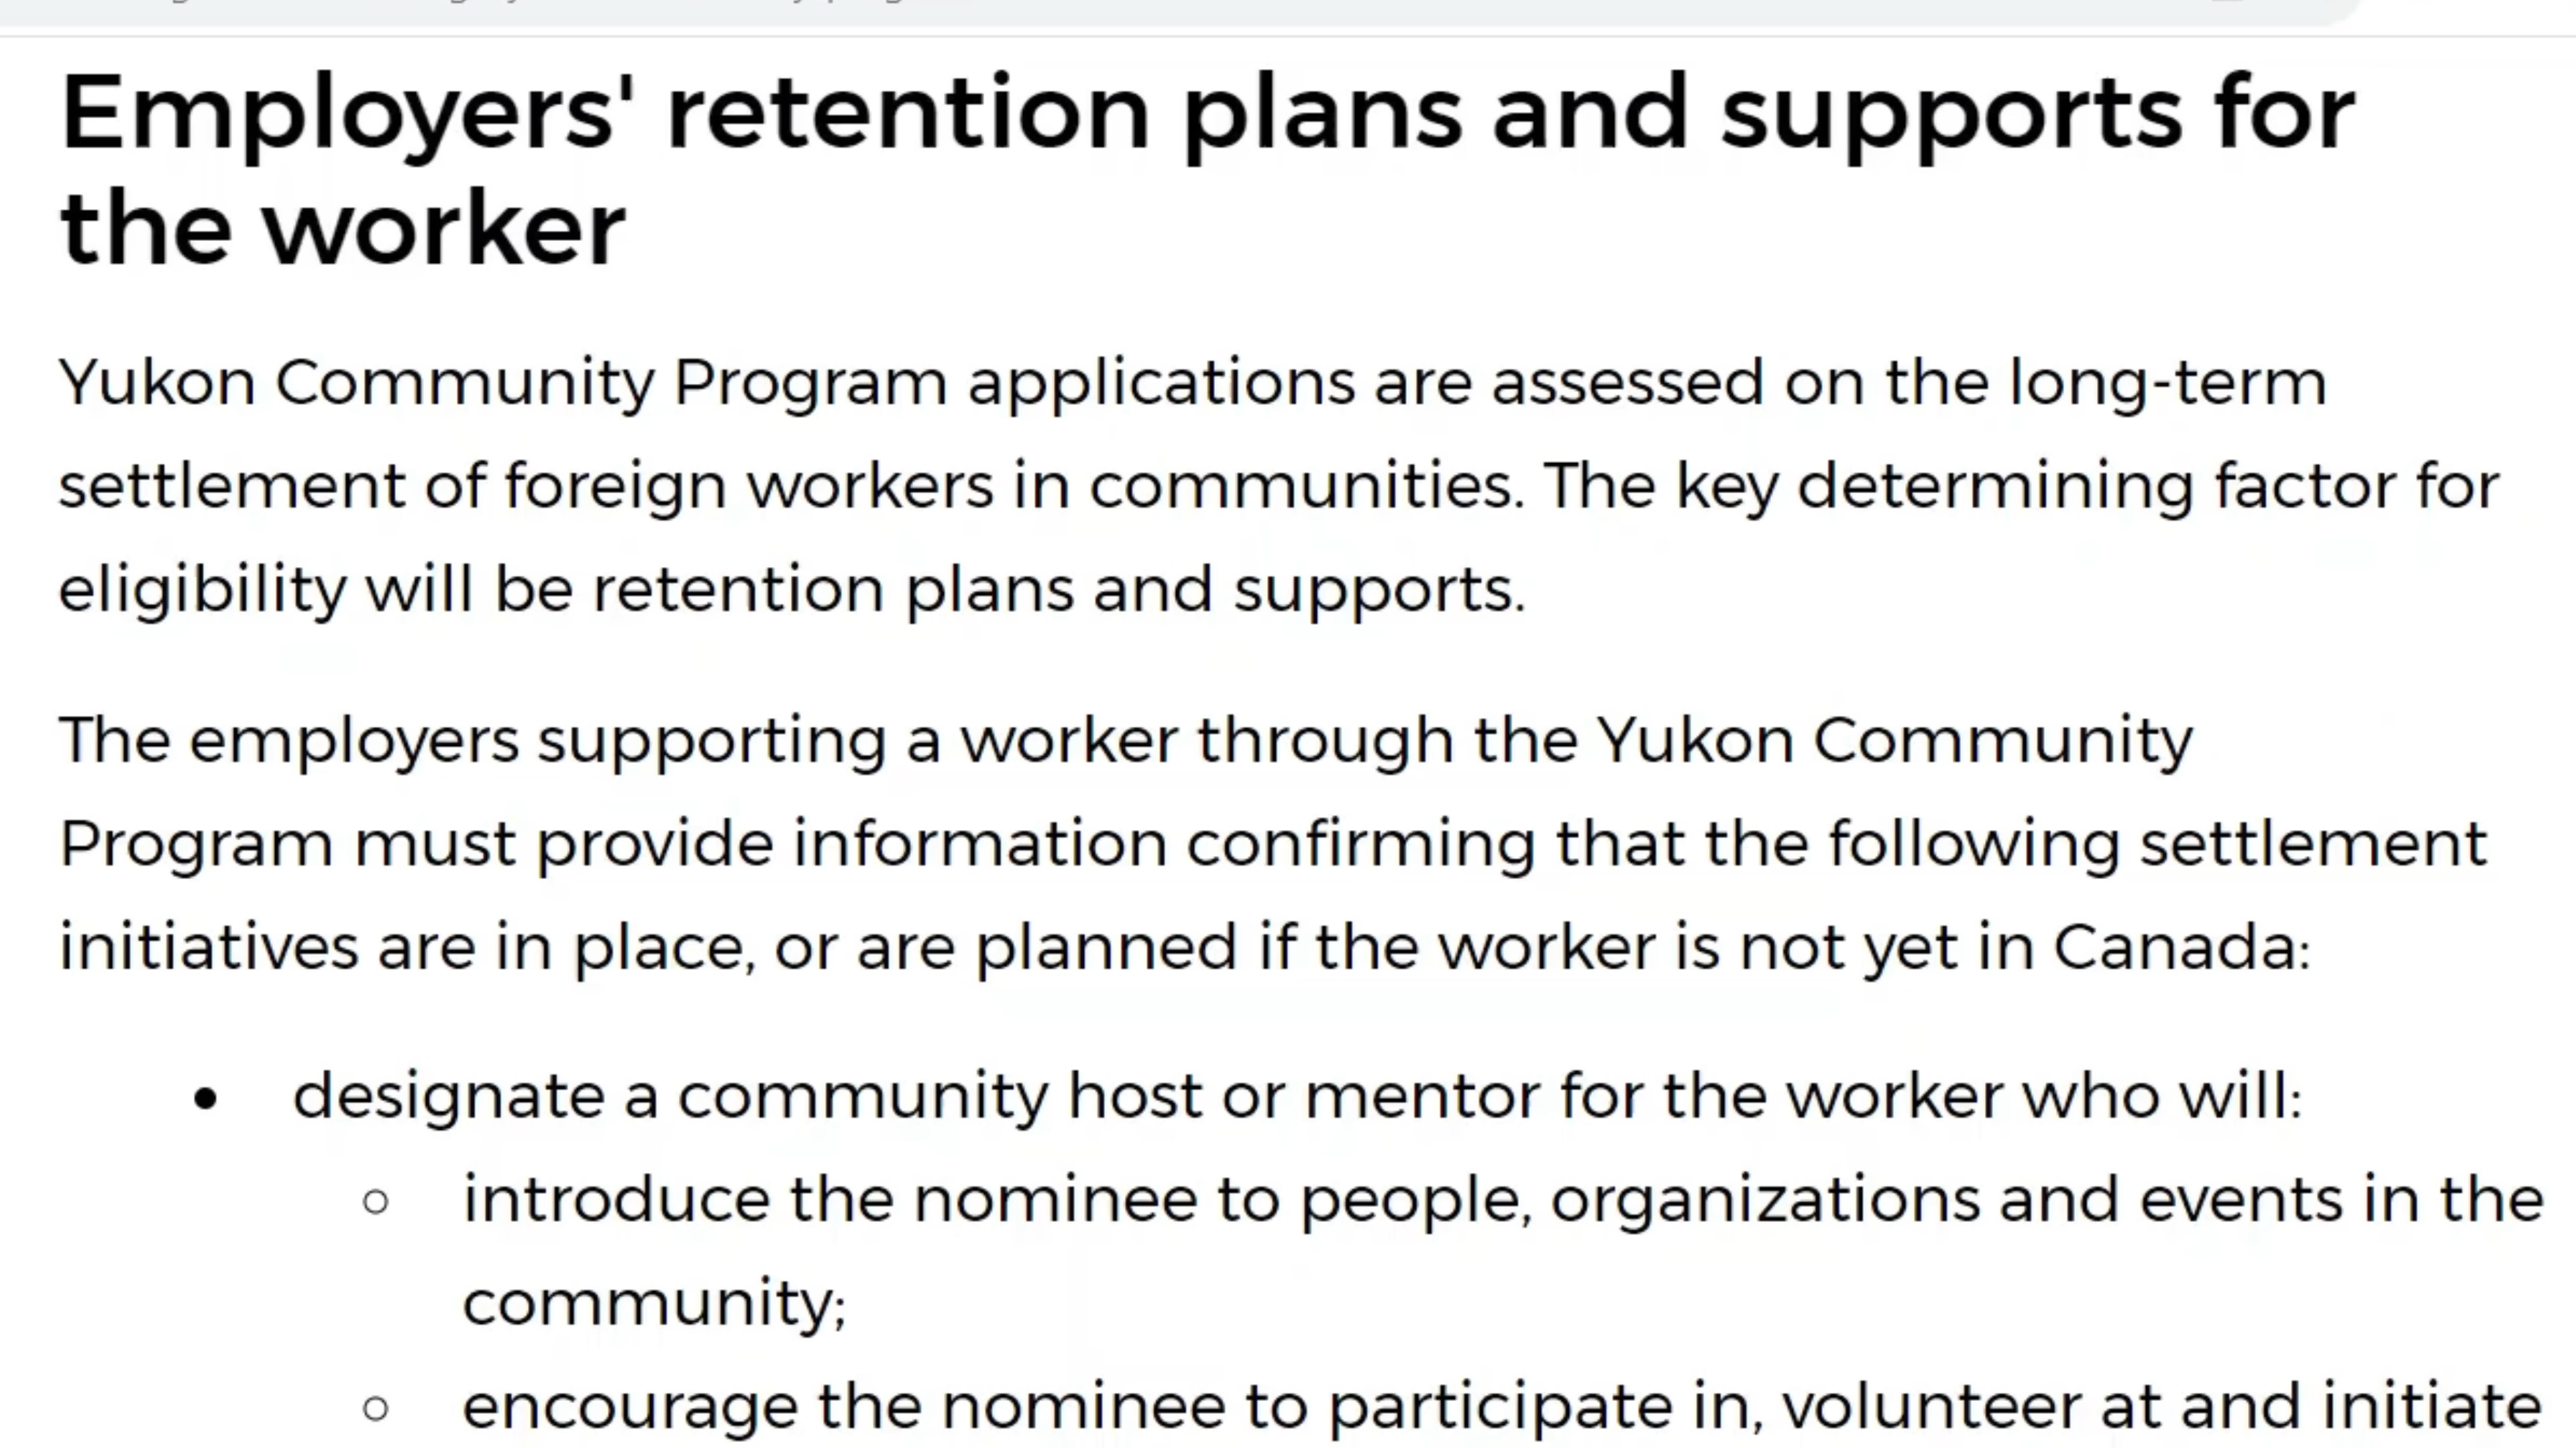 Employers' retention plans and supports for
the worker
Yukon Community Program applications are assessed on the long-term
settlement of foreign workers in communities. The key determining factor for
eligibility will be retention plans and supports.
The employers supporting a worker through the Yukon Community
Program must provide information confirming that the following settlement
initiatives are in place, or are planned if the worker is not yet in Canada:
• designate a community host or mentor for the worker who will:
○ introduce the nominee to people, organizations and events in the
community;
○ encourage the nominee to participate in, volunteer at and initiate